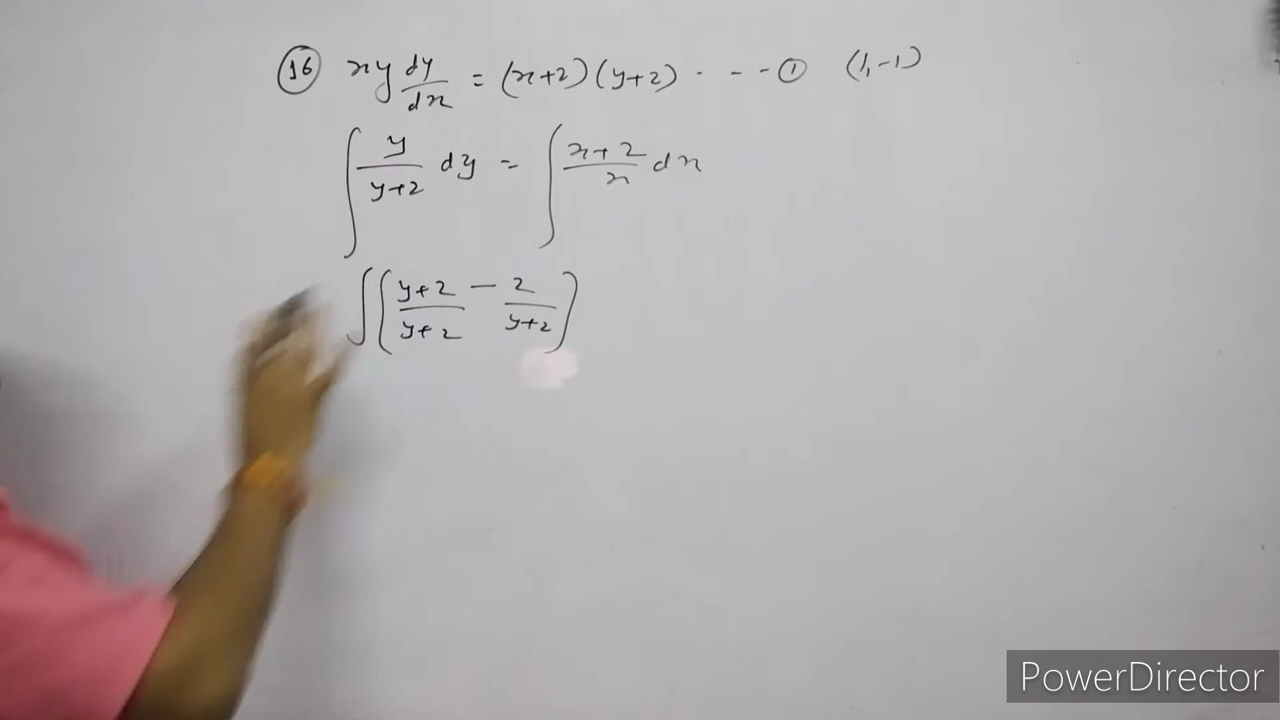 (16) xy dy/dx = (x+2)(y+2) · - - - ① (1,-1)
∫ y/y+2 dy = ∫ x+2/x dx
∫( y+2/y+2 - 2/y+2 )
PowerDirector